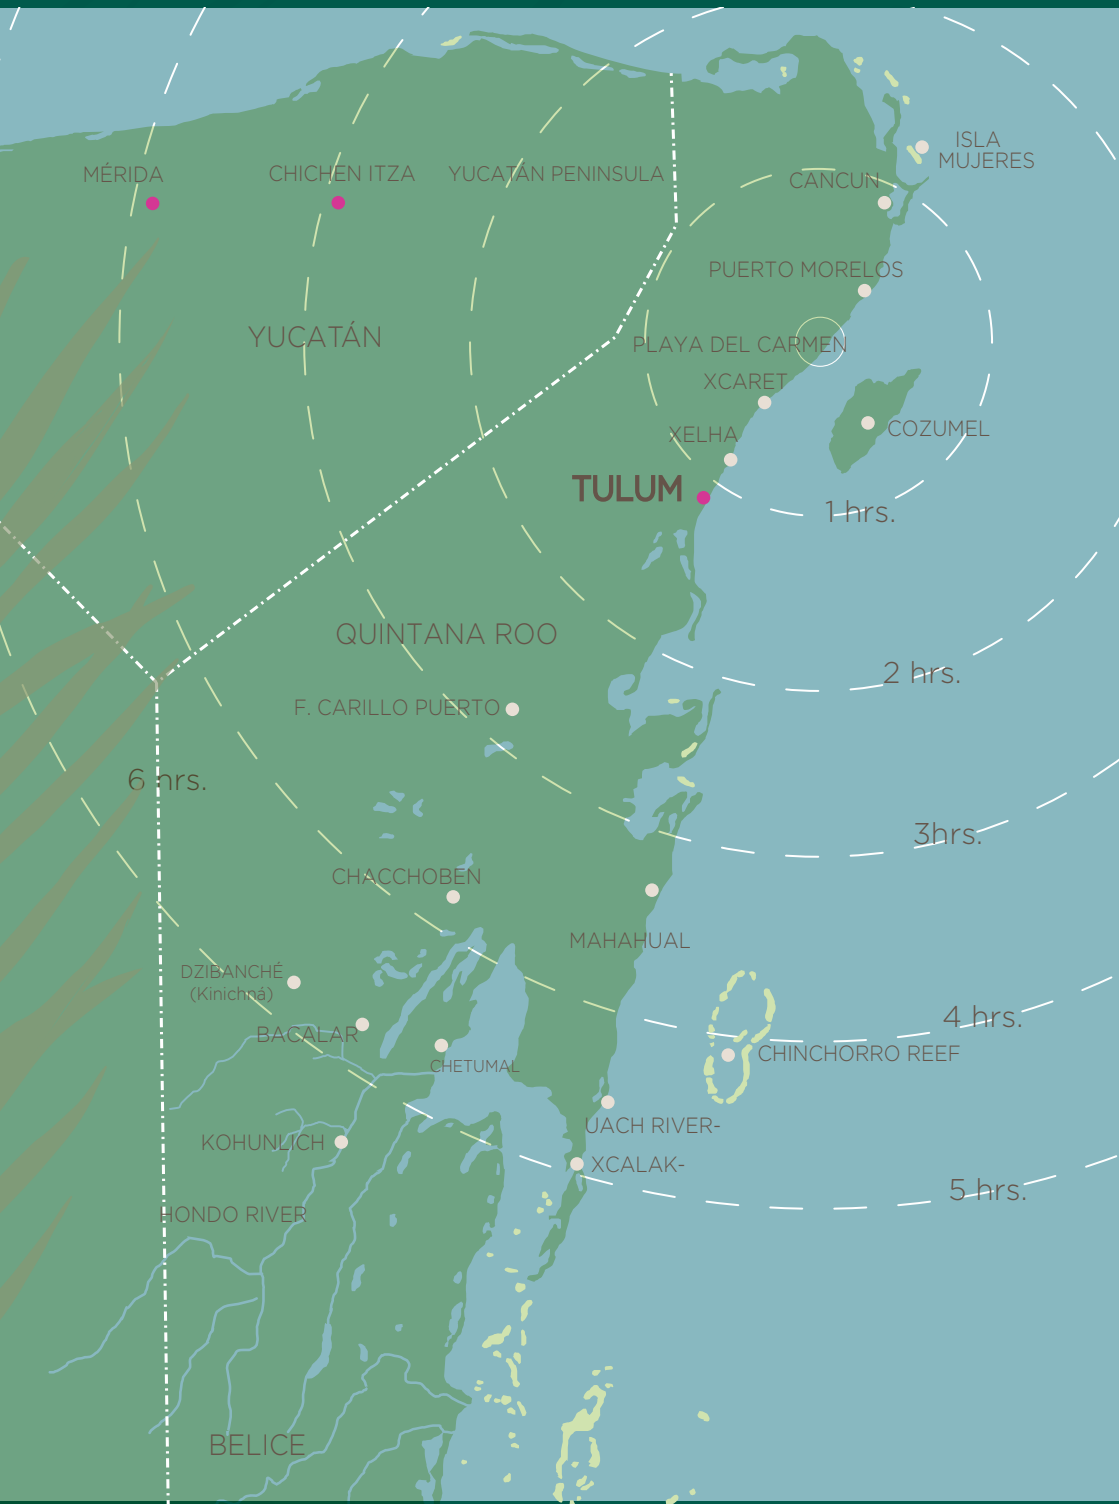 ISLA
MUJERES
MÉRIDA
CHICHEN ITZA
YUCATÁN PENINSULA
CANCUN
PUERTO MORELOS
YUCATÁN
PLAYA DEL CARMEN
XCARET
COZUMEL
XELHA
TULUM
1 hrs.
QUINTANA ROO
2 hrs.
F. CARILLO PUERTO
6 hrs.
3hrs.
CHACCHOBEN
MAHAHUAL
DZIBANCHÉ
(Kinichná)
4 hrs.
BACALAR
CHINCHORRO REEF
CHETUMAL
UACH RIVER-
KOHUNLICH
XCALAK-
5 hrs.
HONDO RIVER
BELICE